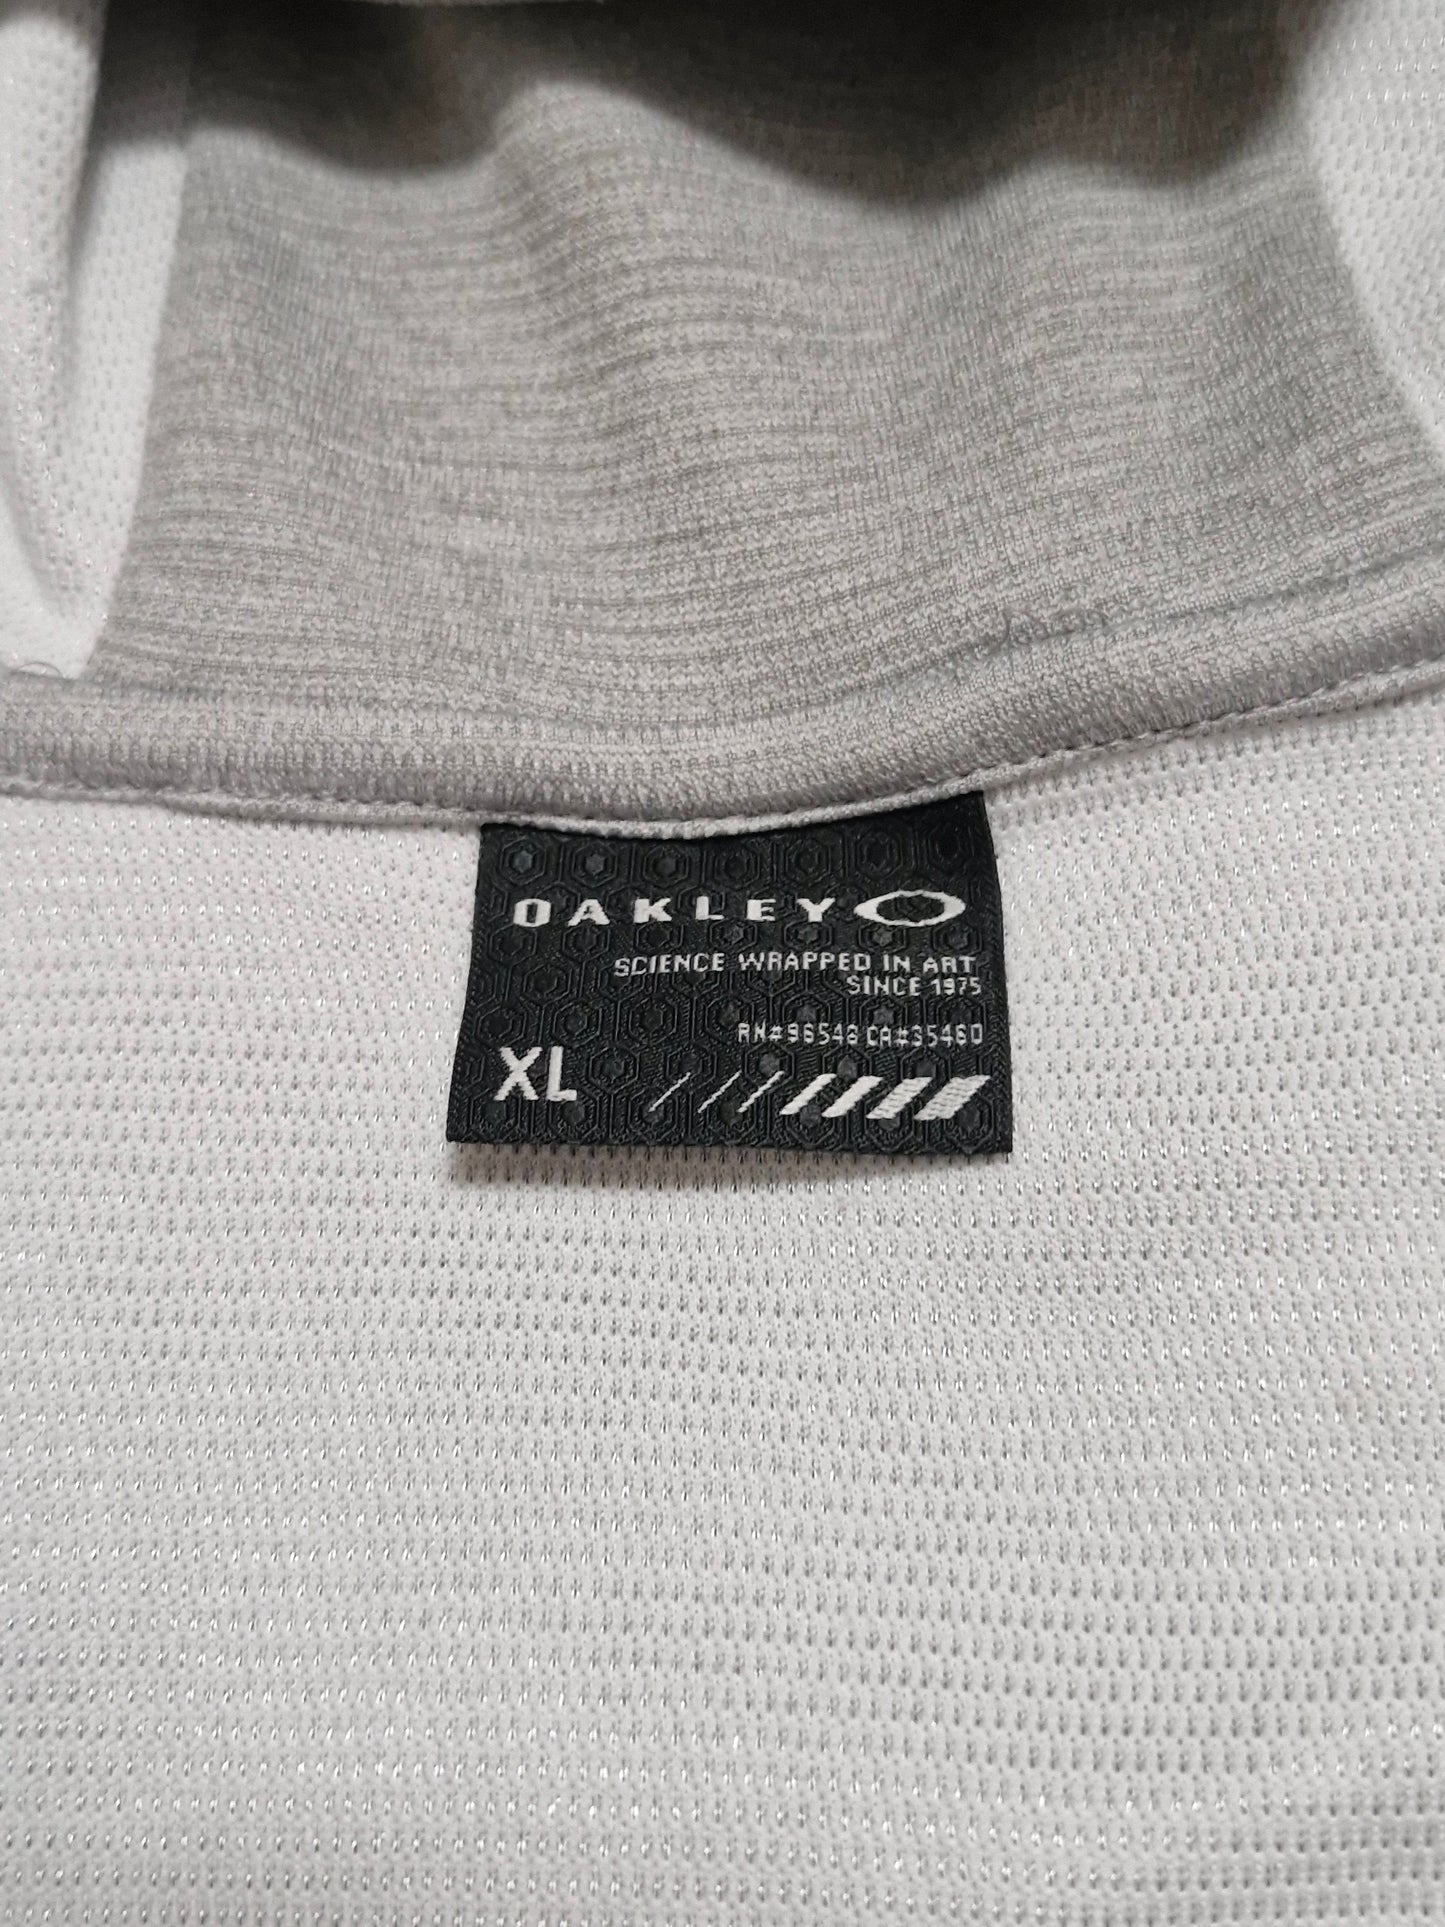 OAKLEY
SCIENCE WRAPPED IN ART
SINCE 1975
RN#96548 CA#35460
XL